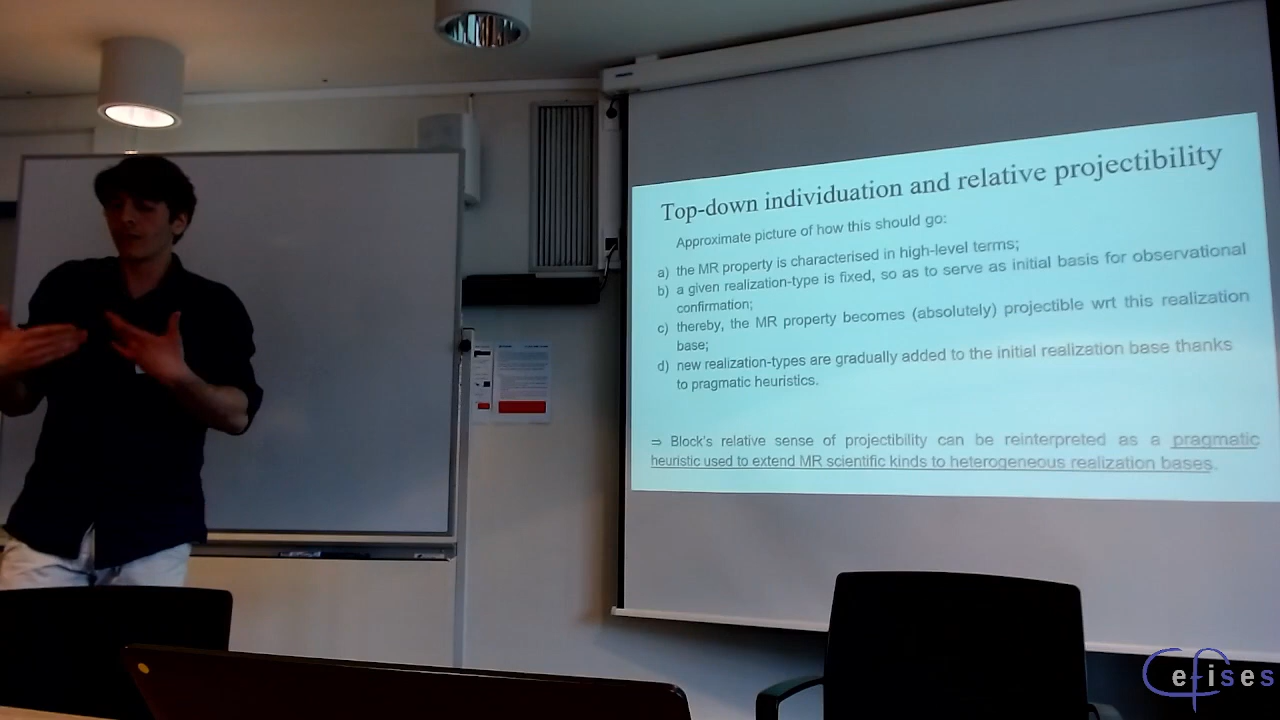 Top-down individuation and relative projectibility
Approximate picture of how this should go:
a) the MR property is characterised in high-level terms;
b) a given realization-type is fixed, so as to serve as initial basis for observational
confirmation;
c) thereby, the MR property becomes (absolutely) projectible wrt this realization
base;
d) new realization-types are gradually added to the initial realization base thanks
to pragmatic heuristics.
⇒ Block's relative sense of projectibility can be reinterpreted as a pragmatic
heuristic used to extend MR scientific kinds to heterogeneous realization bases.
Cefises